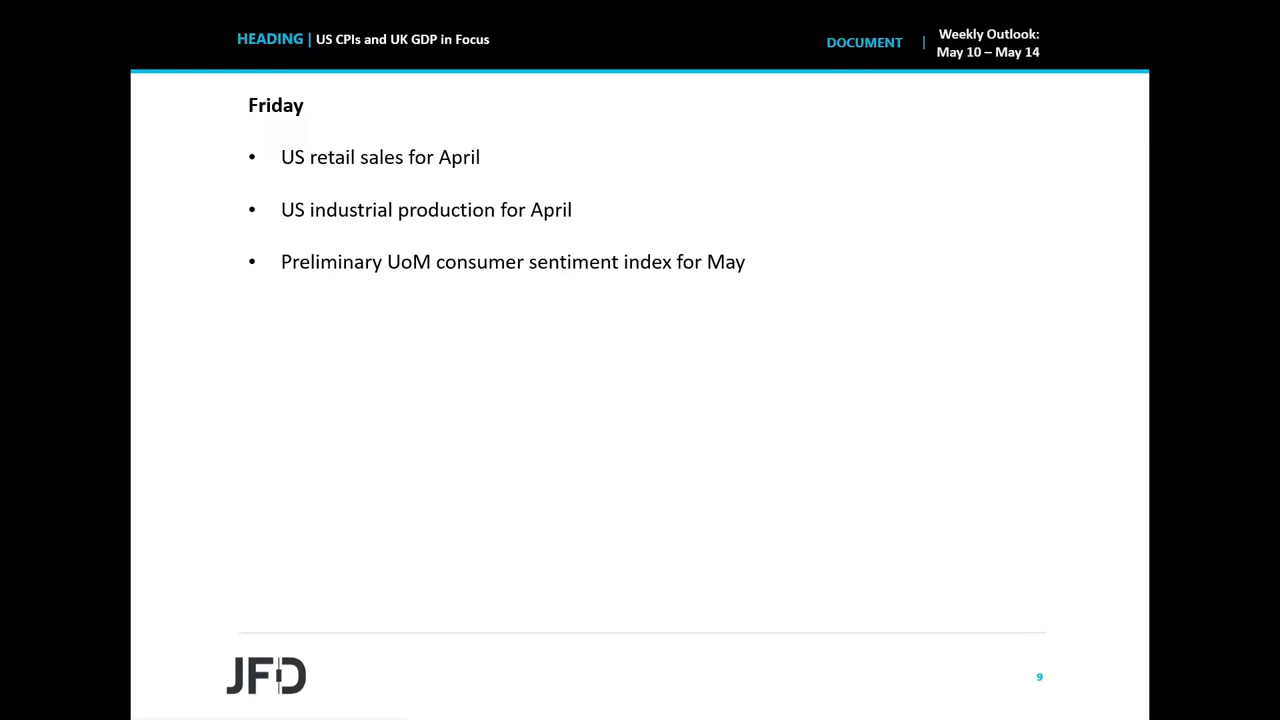 HEADING | US CPIs and UK GDP in Focus
DOCUMENT | Weekly Outlook:
May 10 – May 14
Friday
• US retail sales for April
• US industrial production for April
• Preliminary UoM consumer sentiment index for May
JFD
9